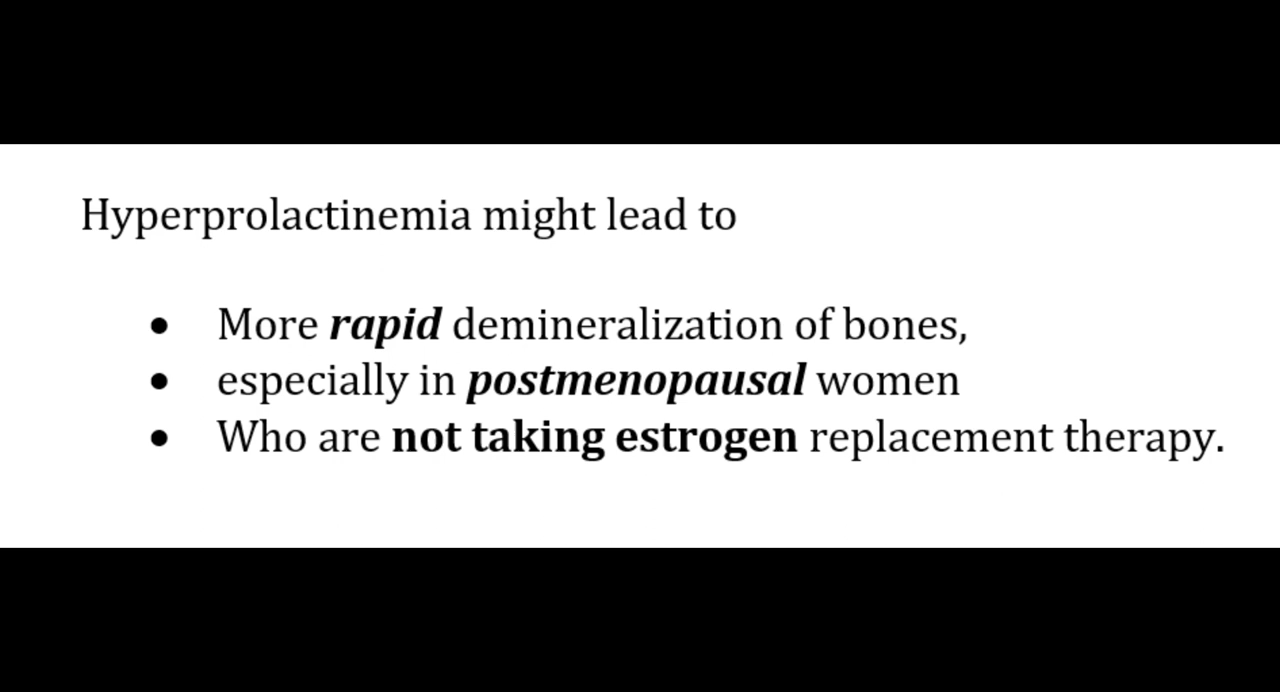 Hyperprolactinemia might lead to
• More rapid demineralization of bones,
• especially in postmenopausal women
• Who are not taking estrogen replacement therapy.